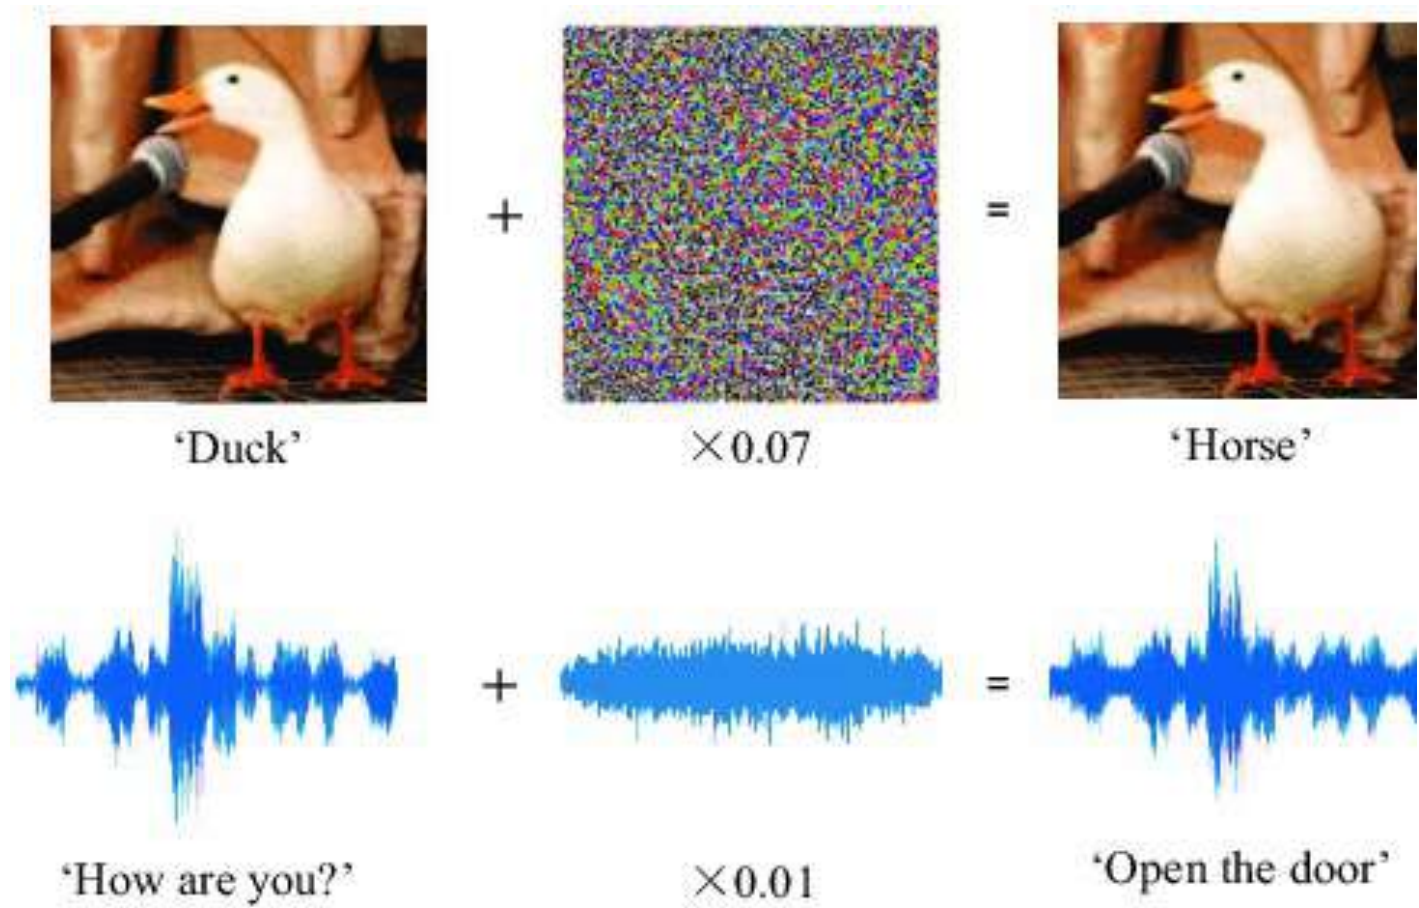 + =
‘Duck’ ×0.07 ‘Horse’
+ =
‘How are you?’ ×0.01 ‘Open the door’